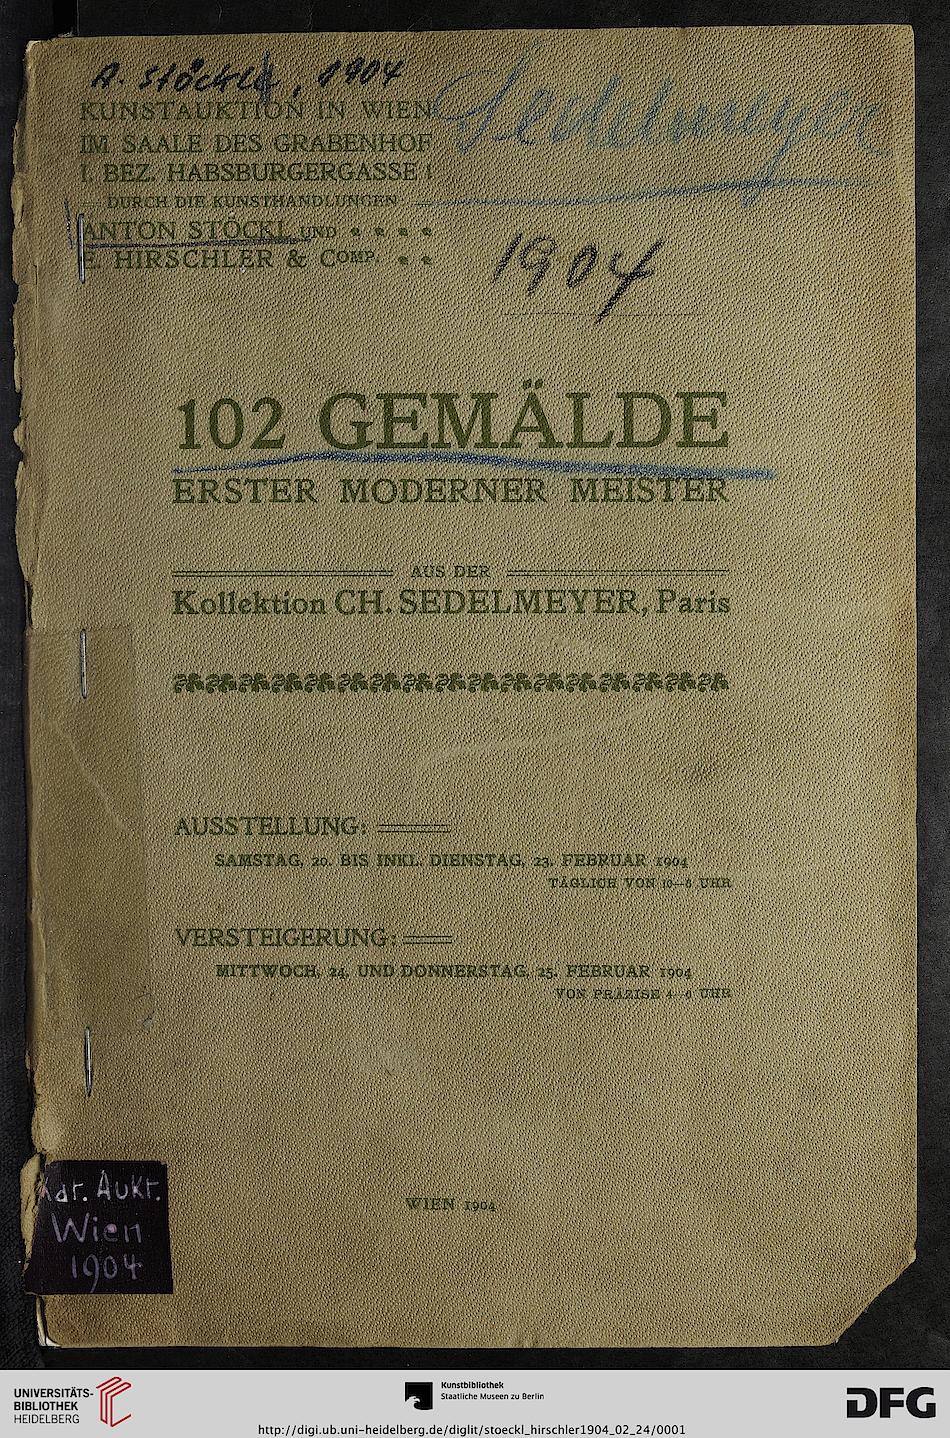 A. Stöckl, 1904
KUNSTAUKTION IN WIEN
IM SAALE DES GRABENHOF
I. BEZ. HABSBURGERGASSE 1
DURCH DIE KUNSTHANDLUNGEN
ANTON STÖCKL UND
E. HIRSCHLER & COMP.
Sedelmeyer
1904
102 GEMÄLDE
ERSTER MODERNER MEISTER
AUS DER
Kollektion CH. SEDELMEYER, Paris
AUSSTELLUNG:
SAMSTAG, 20. BIS INKL. DIENSTAG, 23. FEBRUAR 1904
TÄGLICH VON 10— UHR
VERSTEIGERUNG:
MITTWOCH, 24. UND DONNERSTAG, 25. FEBRUAR 1904
VON PRÄZISE 4—6 UHR
WIEN 1904
Kat. Aukt.
Wien
1904
UNIVERSITÄTS-
BIBLIOTHEK
HEIDELBERG
Kunstbibliothek
Staatliche Museen zu Berlin
DFG
http://digi.ub.uni-heidelberg.de/diglit/stoeckl_hirschler1904_02_24/0001